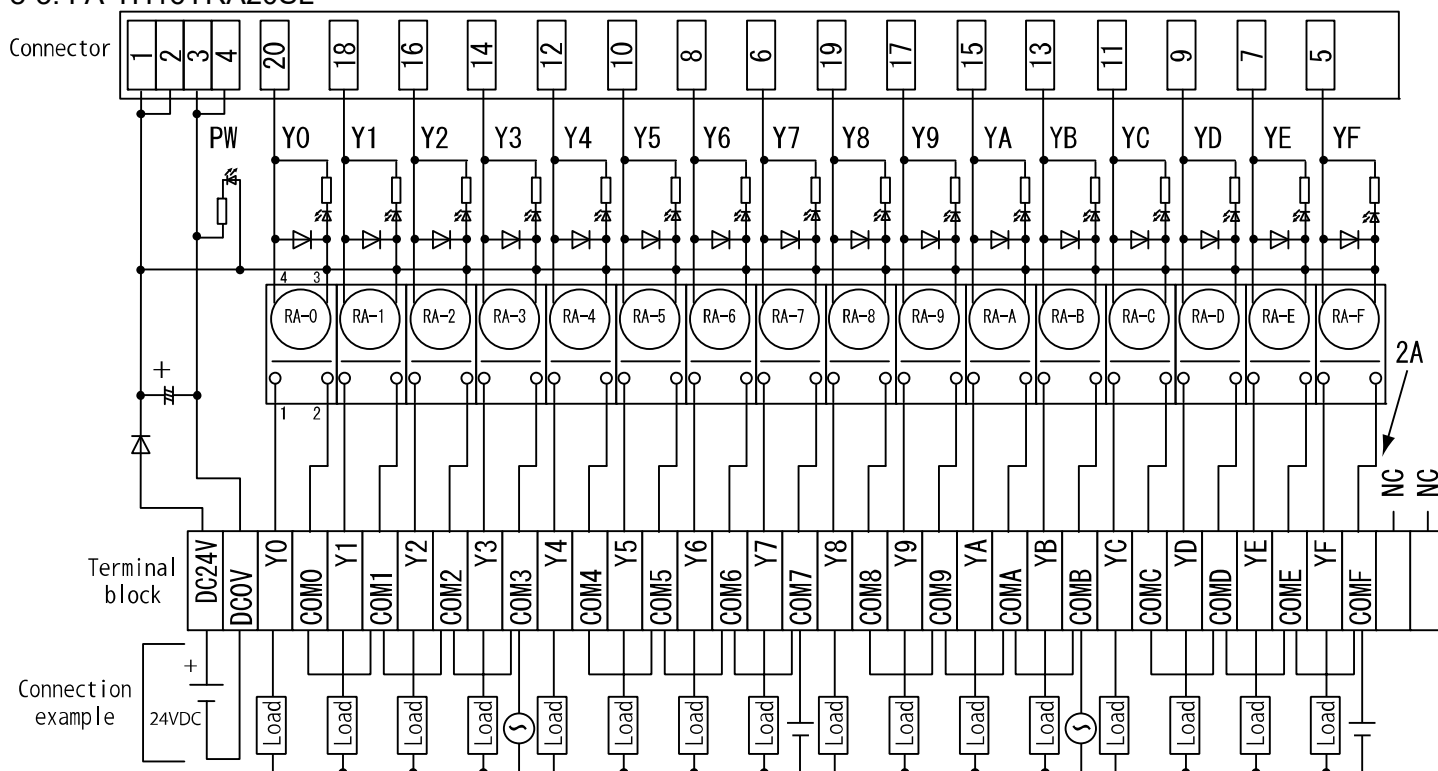 Connector
1 2 3 4 20 18 16 14 12 10 8 6 19 17 15 13 11 9 7 5
PW Y0 Y1 Y2 Y3 Y4 Y5 Y6 Y7 Y8 Y9 YA YB YC YD YE YF
4 3
RA-0 RA-1 RA-2 RA-3 RA-4 RA-5 RA-6 RA-7 RA-8 RA-9 RA-A RA-B RA-C RA-D RA-E RA-F
2A
+
1 2
NC NC
Terminal
block
DC24V DC0V Y0 COM0 Y1 COM1 Y2 COM2 Y3 COM3 Y4 COM4 Y5 COM5 Y6 COM6 Y7 COM7 Y8 COM8 Y9 COM9 YA COMA YB COMB YC COMC YD COMD YE COME YF COMF
Connection
example
+
24VDC
Load Load Load Load Load Load Load Load Load Load Load Load Load Load Load Load